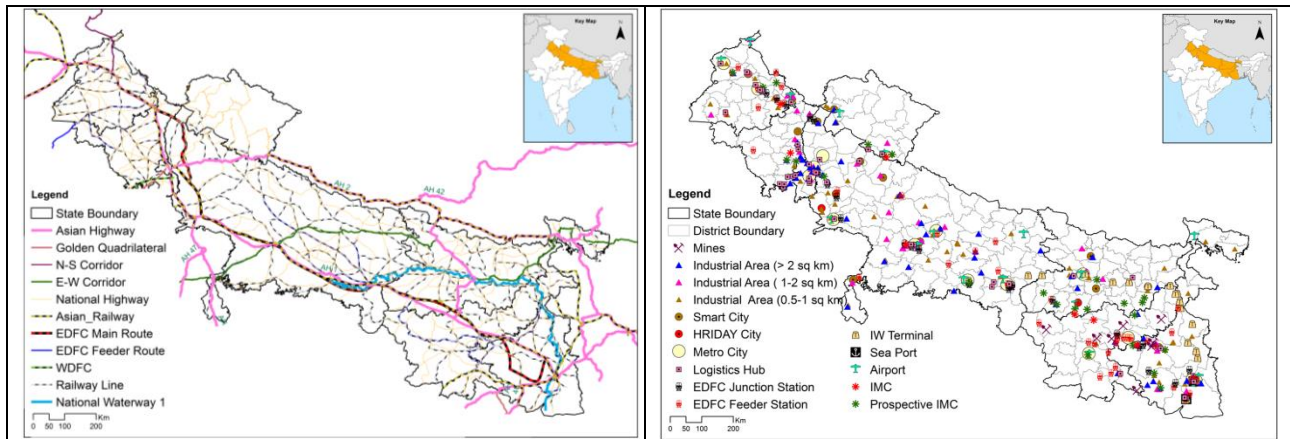 Key Map
N
AH 2
AH 42
AH 47
Legend
State Boundary
Asian Highway
Golden Quadrilateral
N-S Corridor
E-W Corridor
National Highway
Asian_Railway
EDFC Main Route
EDFC Feeder Route
WDFC
Railway Line
National Waterway 1
0 50 100 200
Km
Key Map
N
Legend
State Boundary
District Boundary
Mines
Industrial Area (> 2 sq km)
Industrial Area ( 1-2 sq km)
Industrial Area (0.5-1 sq km)
Smart City
HRIDAY City
Metro City
Logistics Hub
EDFC Junction Station
EDFC Feeder Station
IW Terminal
Sea Port
Airport
IMC
Prospective IMC
0 50 100 200
Km